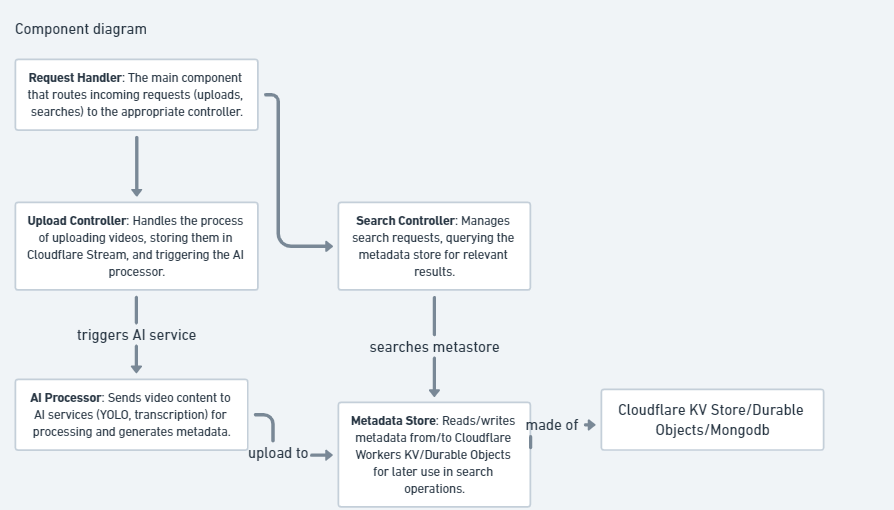 Component diagram
Request Handler: The main component
that routes incoming requests (uploads,
searches) to the appropriate controller.
Upload Controller: Handles the process
of uploading videos, storing them in
Cloudflare Stream, and triggering the AI
processor.
Search Controller: Manages
search requests, querying the
metadata store for relevant
results.
triggers AI service
searches metastore
AI Processor: Sends video content to
AI services (YOLO, transcription) for
processing and generates metadata.
upload to
Metadata Store: Reads/writes
metadata from/to Cloudflare
Workers KV/Durable Objects
for later use in search
operations.
made of
Cloudflare KV Store/Durable
Objects/Mongodb